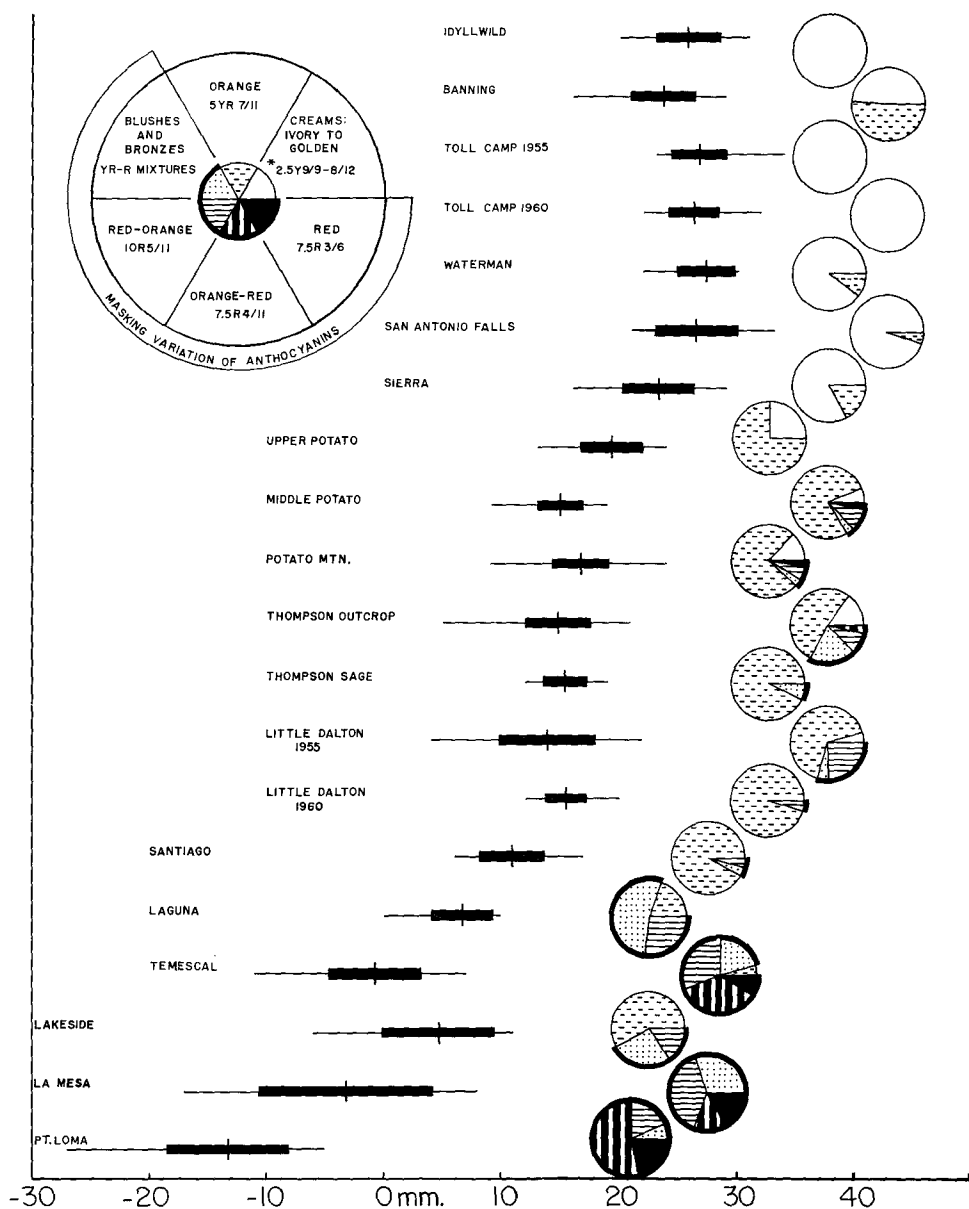 ORANGE
5YR 7/11
BLUSHES
AND
BRONZES
YR-R MIXTURES
CREAMS:
IVORY TO
GOLDEN
*2.5Y9/9-8/12
RED-ORANGE
10R5/11
RED
7.5R3/6
ORANGE-RED
7.5R4/11
MASKING VARIATION OF ANTHOCYANINS
IDYLLWILD
BANNING
TOLL CAMP 1955
TOLL CAMP 1960
WATERMAN
SAN ANTONIO FALLS
SIERRA
UPPER POTATO
MIDDLE POTATO
POTATO MTN.
THOMPSON OUTCROP
THOMPSON SAGE
LITTLE DALTON
1955
LITTLE DALTON
1960
SANTIAGO
LAGUNA
TEMESCAL
LAKESIDE
LA MESA
PT. LOMA
-30 -20 -10 0 mm. 10 20 30 40